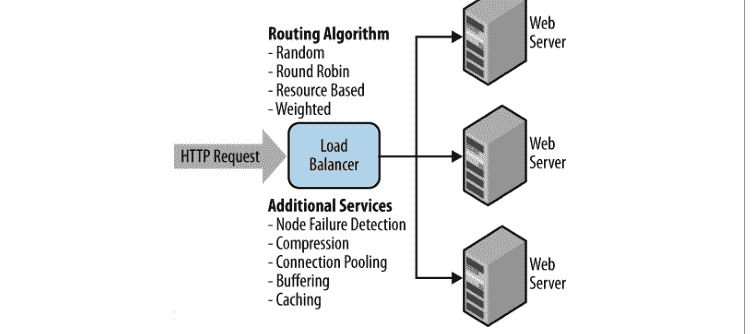 Routing Algorithm
- Random
- Round Robin
- Resource Based
- Weighted
HTTP Request
Load
Balancer
Additional Services
- Node Failure Detection
- Compression
- Connection Pooling
- Buffering
- Caching
Web
Server
Web
Server
Web
Server